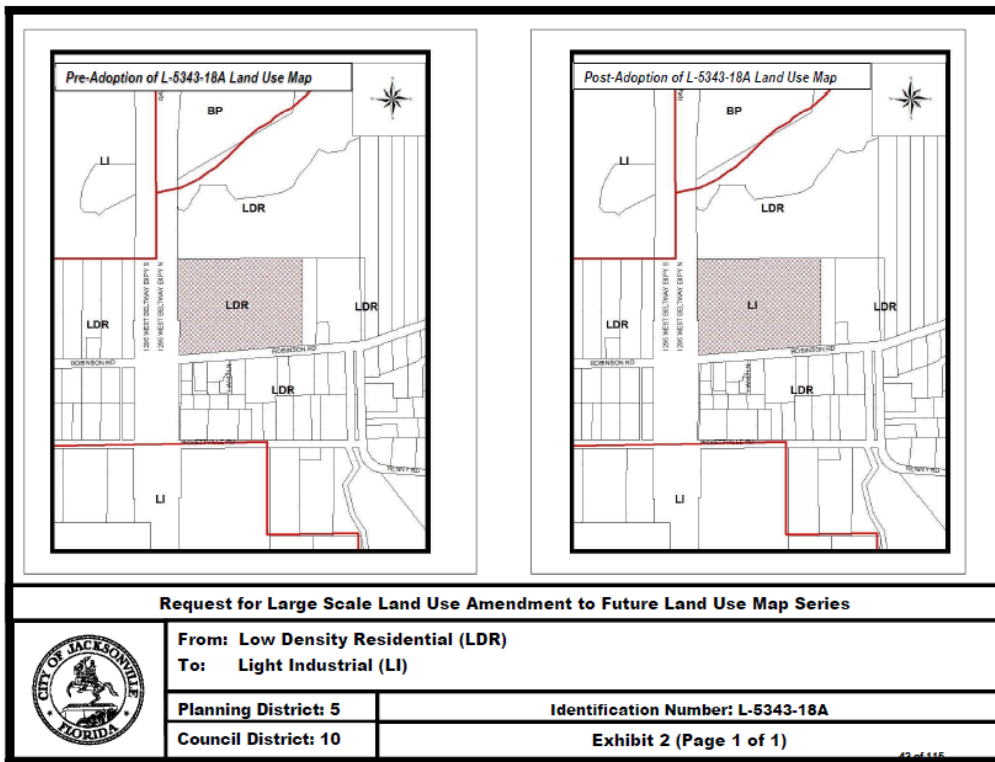 Pre-Adoption of L-5343-18A Land Use Map
BP
LI
LDR
I 295 WEST BELTWAY EXPY S
I 295 WEST BELTWAY EXPY N
LDR
LDR
LDR
ROBINSON RD
ROBINSON RD
LDR
LI
Post-Adoption of L-5343-18A Land Use Map
BP
LI
LDR
I 295 WEST BELTWAY EXPY S
I 295 WEST BELTWAY EXPY N
LI
LDR
LDR
ROBINSON RD
ROBINSON RD
LDR
LI
Request for Large Scale Land Use Amendment to Future Land Use Map Series
CITY OF JACKSONVILLE
FLORIDA
From: Low Density Residential (LDR)
To: Light Industrial (LI)
Planning District: 5
Identification Number: L-5343-18A
Council District: 10
Exhibit 2 (Page 1 of 1)